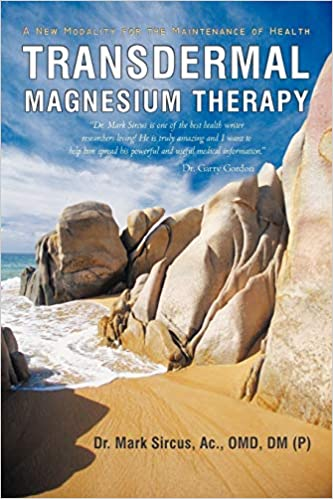 A New Modality for the Maintenance of Health
TRANSDERMAL
MAGNESIUM THERAPY
"Dr. Mark Sircus is one of the best health writer
researchers living! He is truly amazing and I want to
help him spread his powerful and useful medical information."
Dr. Garry Gordon
Dr. Mark Sircus, Ac., OMD, DM (P)